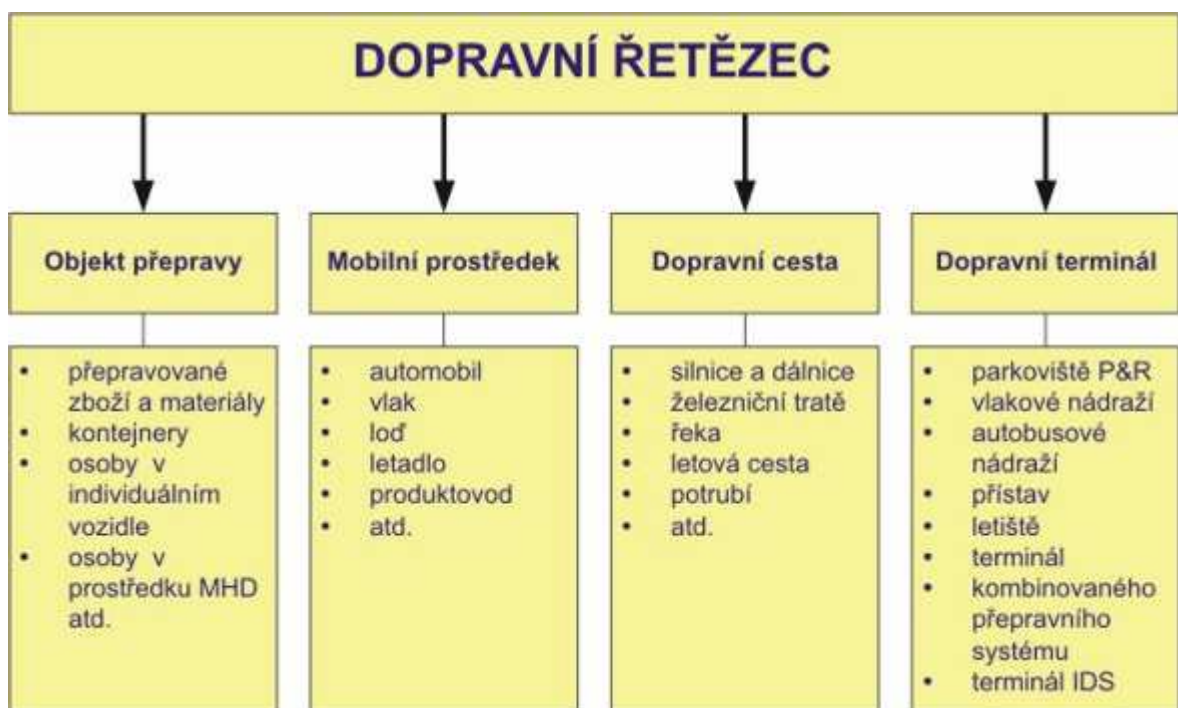 DOPRAVNÍ ŘETĚZEC
Objekt přepravy
• přepravované
zboží a materiály
• kontejnery
• osoby v
individuálním
vozidle
• osoby v
prostředku MHD
atd.
Mobilní prostředek
• automobil
• vlak
• loď
• letadlo
• produktovod
• atd.
Dopravní cesta
• silnice a dálnice
• železniční tratě
• řeka
• letová cesta
• potrubí
• atd.
Dopravní terminál
• parkoviště P&R
• vlakové nádraží
• autobusové
nádraží
• přístav
• letiště
• terminál
• kombinovaného
přepravního
systému
• terminál IDS